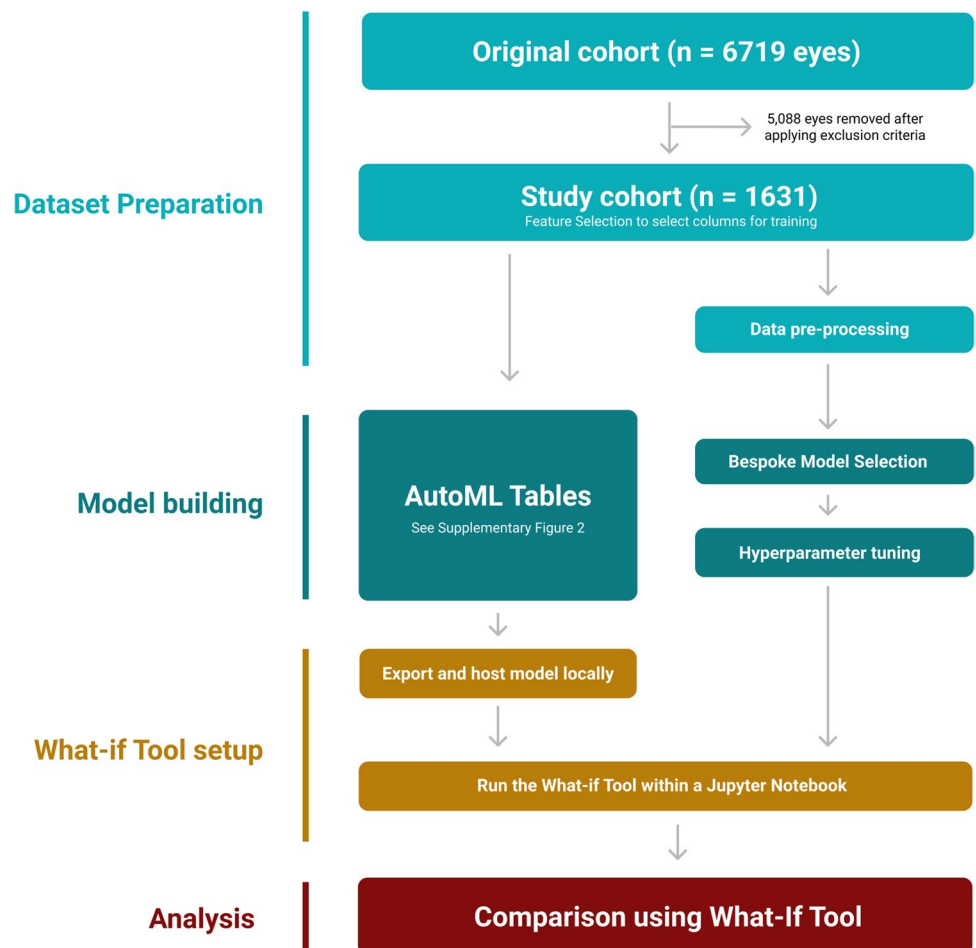 Original cohort (n = 6719 eyes)
5,088 eyes removed after
applying exclusion criteria
Dataset Preparation
Study cohort (n = 1631)
Feature Selection to select columns for training
Data pre-processing
Model building
AutoML Tables
See Supplementary Figure 2
Bespoke Model Selection
Hyperparameter tuning
What-if Tool setup
Export and host model locally
Run the What-if Tool within a Jupyter Notebook
Analysis
Comparison using What-If Tool